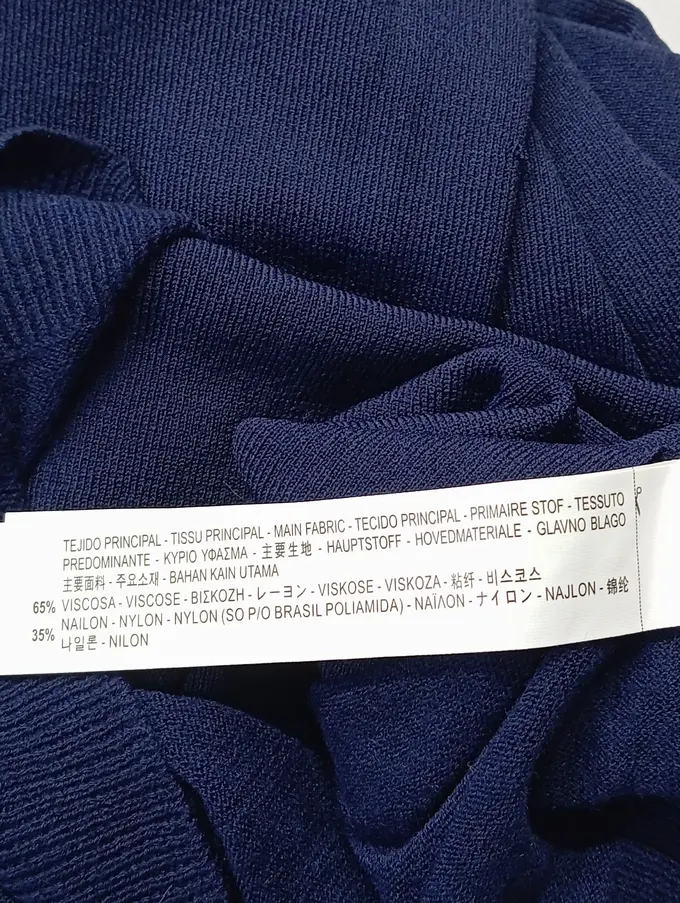 TEJIDO PRINCIPAL - TISSU PRINCIPAL - MAIN FABRIC - TECIDO PRINCIPAL - PRIMAIRE STOF - TESSUTO
PREDOMINANTE - ΚΥΡΙΟ ΥΦΑΣΜΑ - 主要生地 - HAUPTSTOFF - HOVEDMATERIALE - GLAVNO BLAGO
主要面料 - 주요소재 - BAHAN KAIN UTAMA
65% VISCOSA - VISCOSE - ΒΙΣΚΟΖΗ - レーヨン - VISKOSE - VISKOZA - 粘纤 - 비스코스
35% NAILON - NYLON - NYLON (SO P/O BRASIL POLIAMIDA) - ΝΑΪΛΟΝ - ナイロン - NAJLON - 锦纶
나일론 - NILON